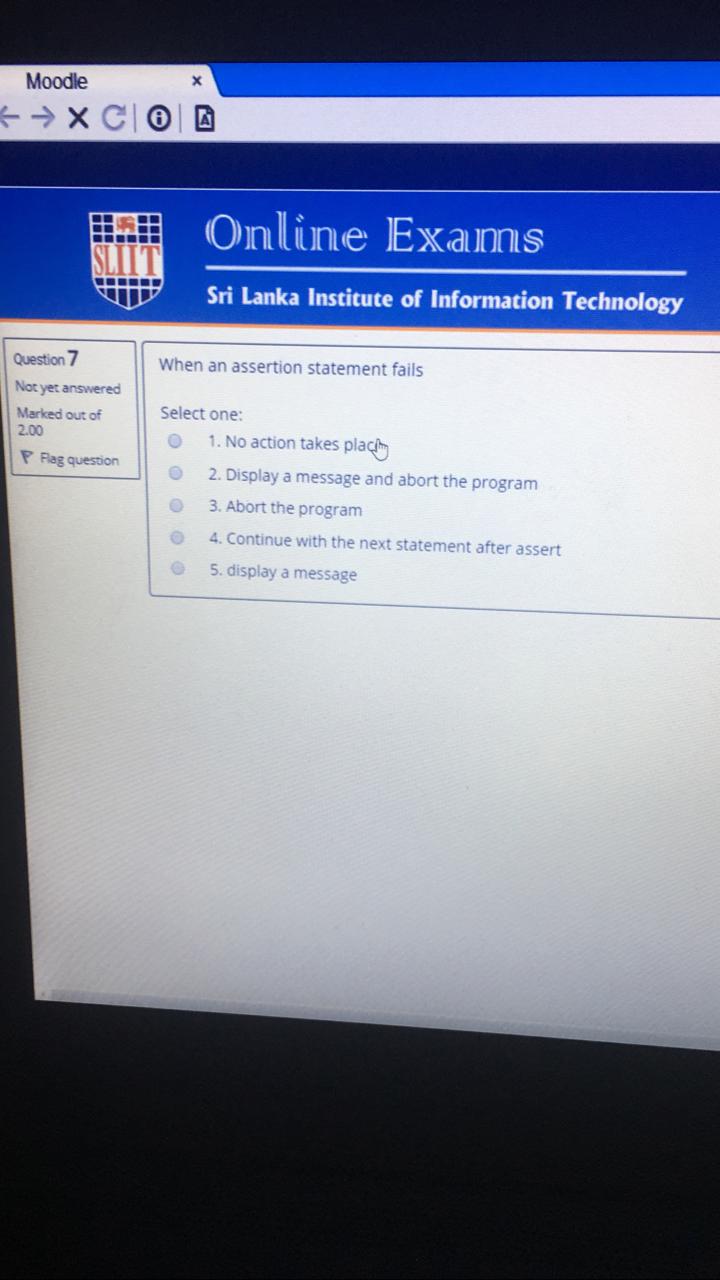 Moodle
Online Exams
SLIIT
Sri Lanka Institute of Information Technology
Question 7
Not yet answered
Marked out of
2.00
Flag question
When an assertion statement fails
Select one:
1. No action takes place
2. Display a message and abort the program
3. Abort the program
4. Continue with the next statement after assert
5. display a message